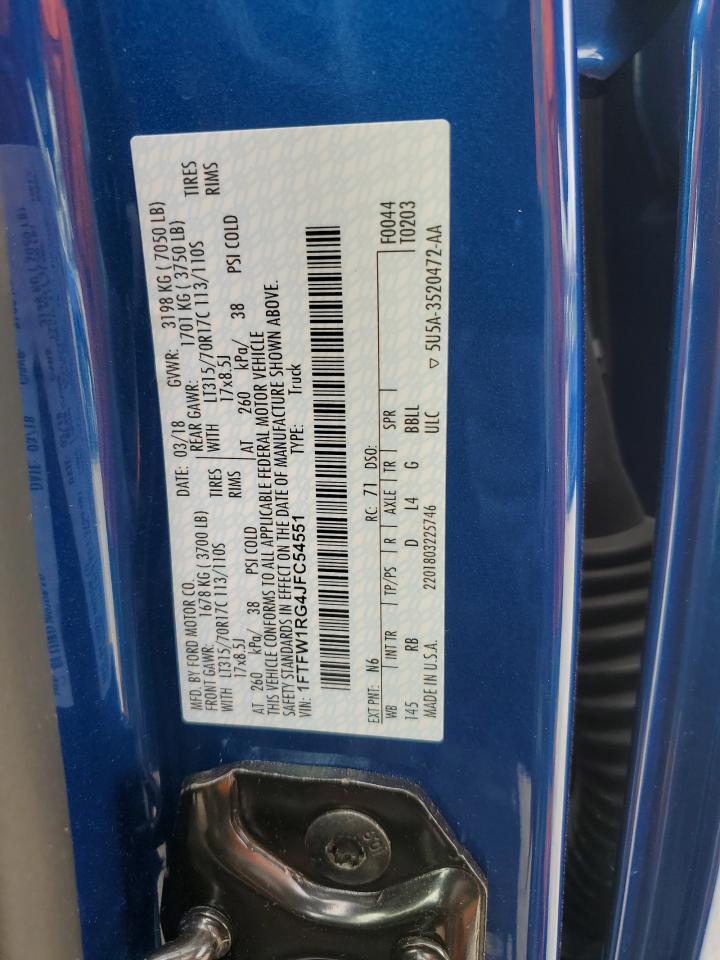 MFD. BY FORD MOTOR CO.
DATE: 03/18 GVWR: 3198 KG ( 7050 LB)
FRONT GAWR: 1678 KG ( 3700 LB) REAR GAWR: 1701 KG ( 3750 LB)
WITH LT315/70R17C 113/110S TIRES WITH LT315/70R17C 113/110S TIRES
17x8.5J RIMS 17x8.5J RIMS
AT 260 kPa/ 38 PSI COLD AT 260 kPa/ 38 PSI COLD
THIS VEHICLE CONFORMS TO ALL APPLICABLE FEDERAL MOTOR VEHICLE
SAFETY STANDARDS IN EFFECT ON THE DATE OF MANUFACTURE SHOWN ABOVE.
VIN: 1FTFW1RG4JFC54551 TYPE: Truck
EXT PNT: N6 RC: 71 DSO: F0044
WB INT TR TP/PS R AXLE TR SPR T0203
145 RB D L4 G BBLL
MADE IN U.S.A. 2201803225746 ULC ▽ 5U5A-3520472-AA